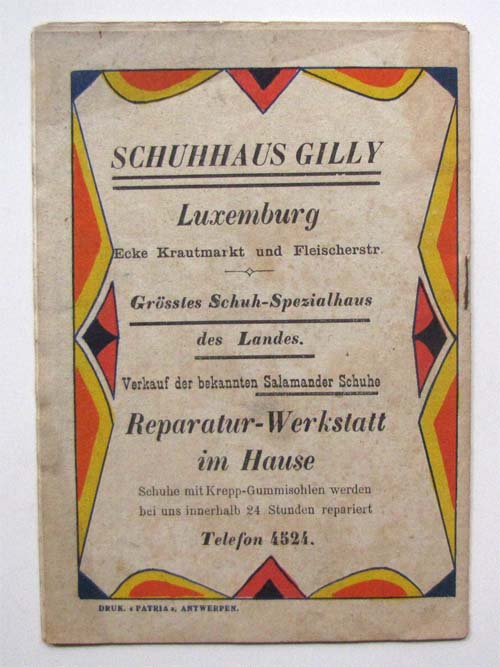 SCHUHHAUS GILLY
Luxemburg
Ecke Krautmarkt und Fleischerstr.
Grösstes Schuh-Spezialhaus
des Landes.
Verkauf der bekannten Salamander Schuhe
Reparatur-Werkstatt
im Hause
Schuhe mit Krepp-Gummisohlen werden
bei uns innerhalb 24 Stunden repariert
Telefon 4524.
DRUK. « PATRIA », ANTWERPEN.